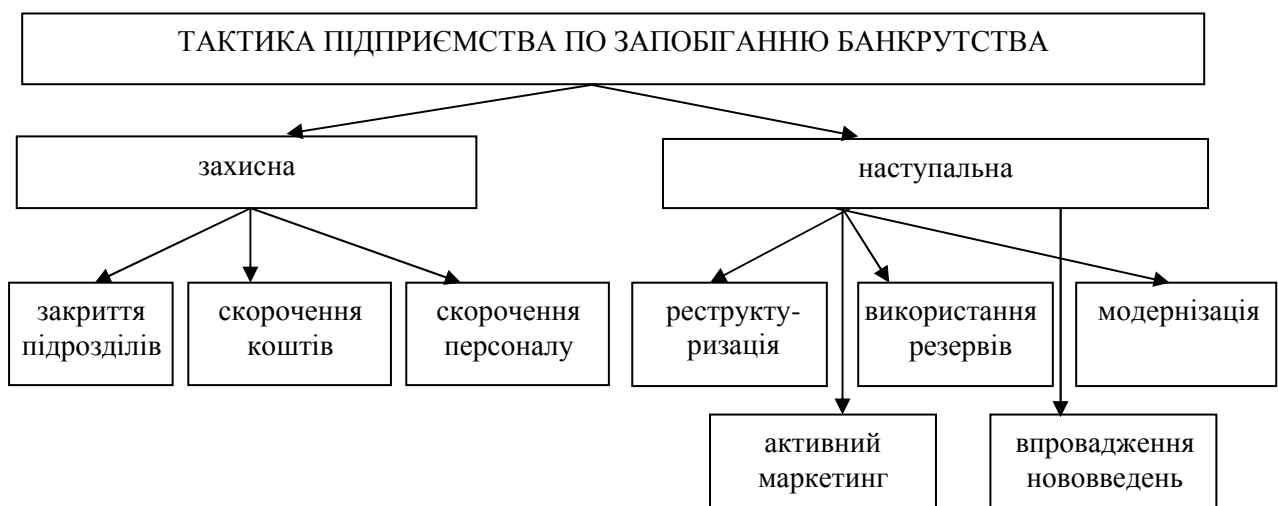 ТАКТИКА ПІДПРИЄМСТВА ПО ЗАПОБІГАННЮ БАНКРУТСТВА
захисна
наступальна
закриття
підрозділів
скорочення
коштів
скорочення
персоналу
реструкту-
ризація
використання
резервів
модернізація
активний
маркетинг
впровадження
нововведень